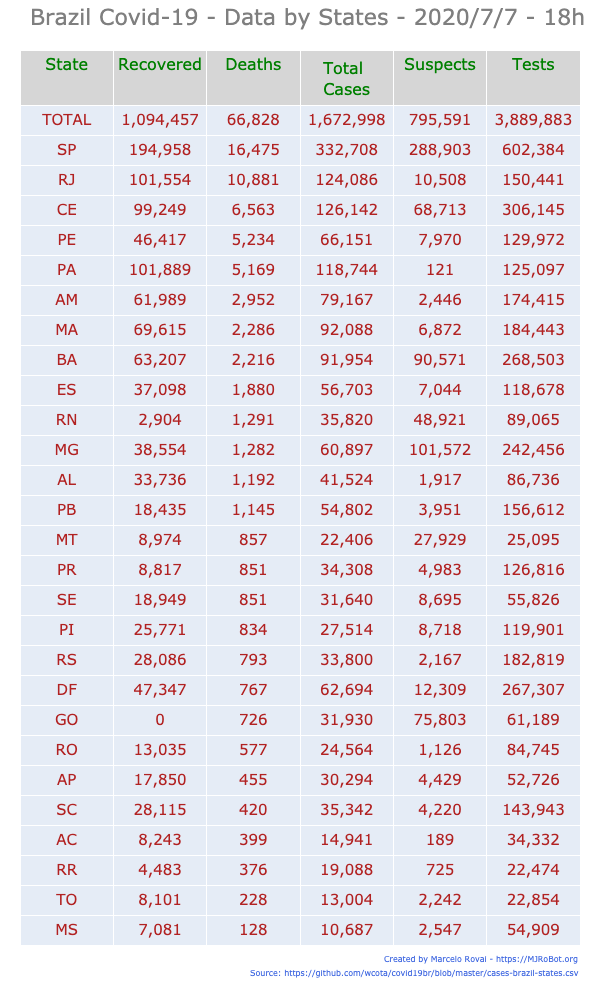 Brazil Covid-19 - Data by States - 2020/7/7 - 18h
State Recovered Deaths Total Cases Suspects Tests
TOTAL 1,094,457 66,828 1,672,998 795,591 3,889,883
SP 194,958 16,475 332,708 288,903 602,384
RJ 101,554 10,881 124,086 10,508 150,441
CE 99,249 6,563 126,142 68,713 306,145
PE 46,417 5,234 66,151 7,970 129,972
PA 101,889 5,169 118,744 121 125,097
AM 61,989 2,952 79,167 2,446 174,415
MA 69,615 2,286 92,088 6,872 184,443
BA 63,207 2,216 91,954 90,571 268,503
ES 37,098 1,880 56,703 7,044 118,678
RN 2,904 1,291 35,820 48,921 89,065
MG 38,554 1,282 60,897 101,572 242,456
AL 33,736 1,192 41,524 1,917 86,736
PB 18,435 1,145 54,802 3,951 156,612
MT 8,974 857 22,406 27,929 25,095
PR 8,817 851 34,308 4,983 126,816
SE 18,949 851 31,640 8,695 55,826
PI 25,771 834 27,514 8,718 119,901
RS 28,086 793 33,800 2,167 182,819
DF 47,347 767 62,694 12,309 267,307
GO 0 726 31,930 75,803 61,189
RO 13,035 577 24,564 1,126 84,745
AP 17,850 455 30,294 4,429 52,726
SC 28,115 420 35,342 4,220 143,943
AC 8,243 399 14,941 189 34,332
RR 4,483 376 19,088 725 22,474
TO 8,101 228 13,004 2,242 22,854
MS 7,081 128 10,687 2,547 54,909
Created by Marcelo Rovai - https://MJRoBot.org
Source: https://github.com/wcota/covid19br/blob/master/cases-brazil-states.csv